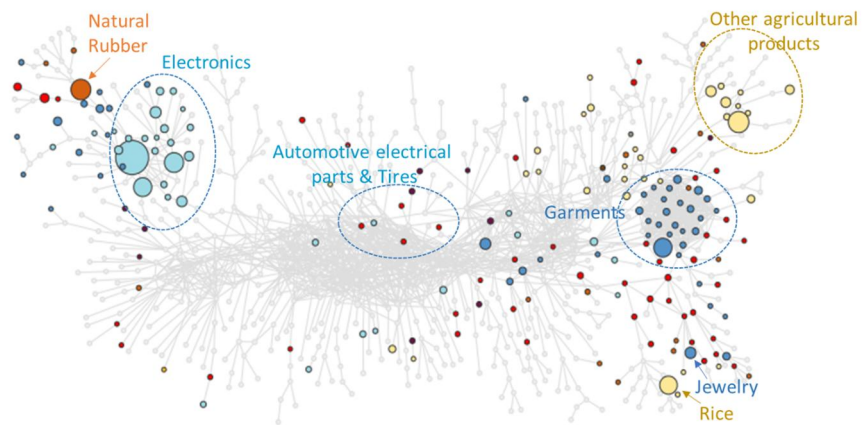 Natural
Rubber
Electronics
Other agricultural
products
Automotive electrical
parts & Tires
Garments
Jewelry
Rice